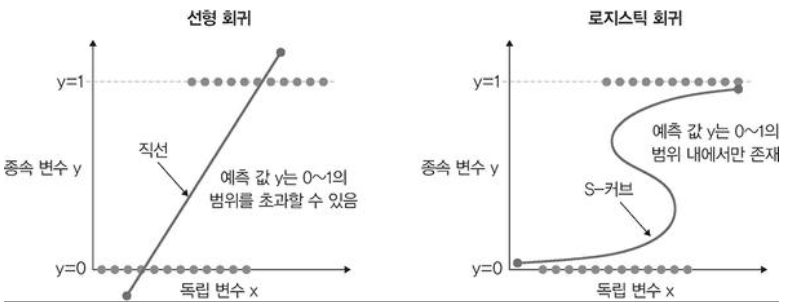 선형 회귀
y=1
종속 변수 y
직선
예측 값 y는 0~1의
범위를 초과할 수 있음
y=0
독립 변수 x
로지스틱 회귀
y=1
종속 변수 y
예측 값 y는 0~1의
범위 내에서만 존재
S-커브
y=0
독립 변수 x